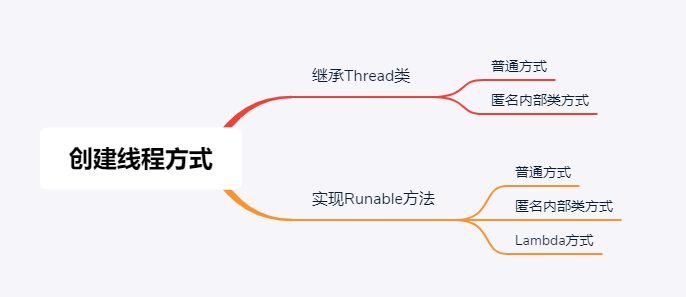 创建线程方式
继承Thread类
普通方式
匿名内部类方式
实现Runable方法
普通方式
匿名内部类方式
Lambda方式